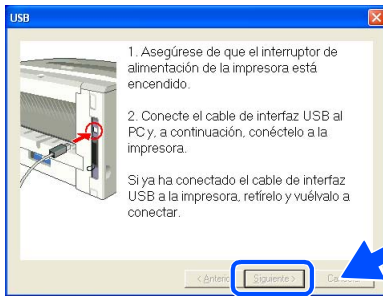 USB
1. Asegúrese de que el interruptor de
alimentación de la impresora está
encendido.
2. Conecte el cable de interfaz USB al
PC y, a continuación, conéctelo a la
impresora.
Si ya ha conectado el cable de interfaz
USB a la impresora, retírelo y vuélvalo a
conectar.
Siguiente >